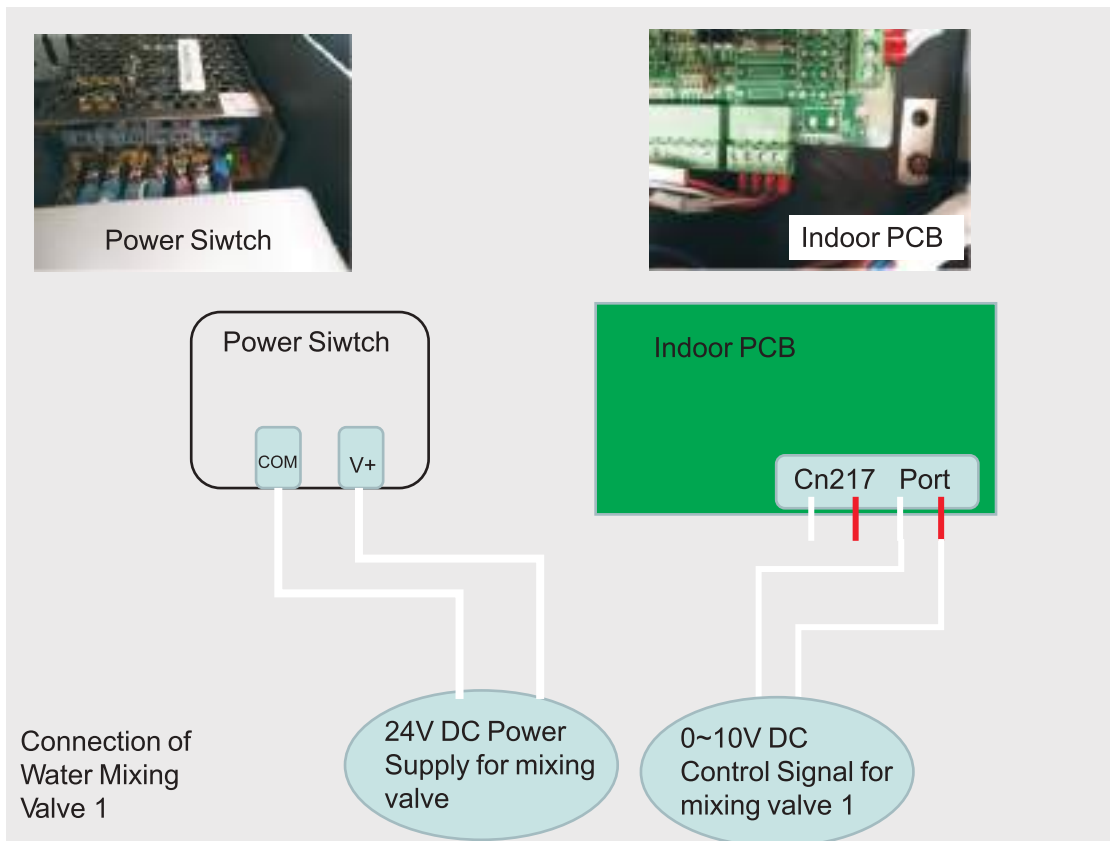 Power Siwtch
Indoor PCB
Power Siwtch
COM
V+
Indoor PCB
Cn217 Port
Connection of
Water Mixing
Valve 1
24V DC Power
Supply for mixing
valve
0~10V DC
Control Signal for
mixing valve 1